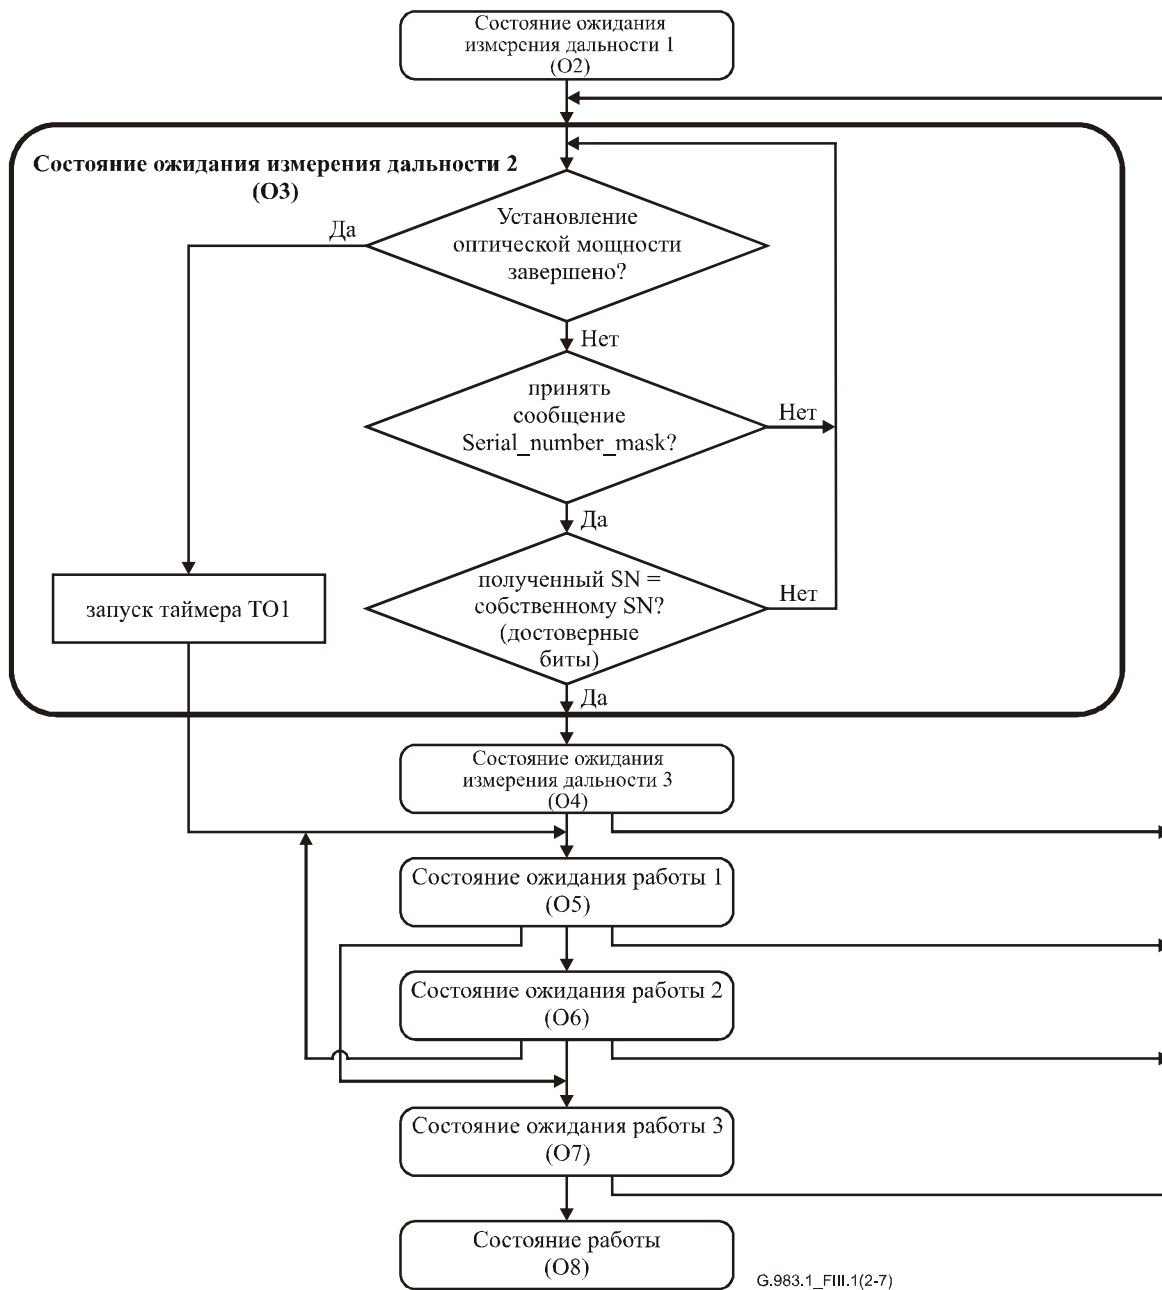 Состояние ожидания
измерения дальности 1
(O2)
Состояние ожидания измерения дальности 2
(O3)
Установление
оптической мощности
завершено?
Да
Нет
принять
сообщение
Serial_number_mask?
Нет
Да
полученный SN =
собственному SN?
(достоверные
биты)
Нет
запуск таймера TO1
Да
Состояние ожидания
измерения дальности 3
(O4)
Состояние ожидания работы 1
(O5)
Состояние ожидания работы 2
(O6)
Состояние ожидания работы 3
(O7)
Состояние работы
(O8)
G.983.1_FIII.1(2-7)